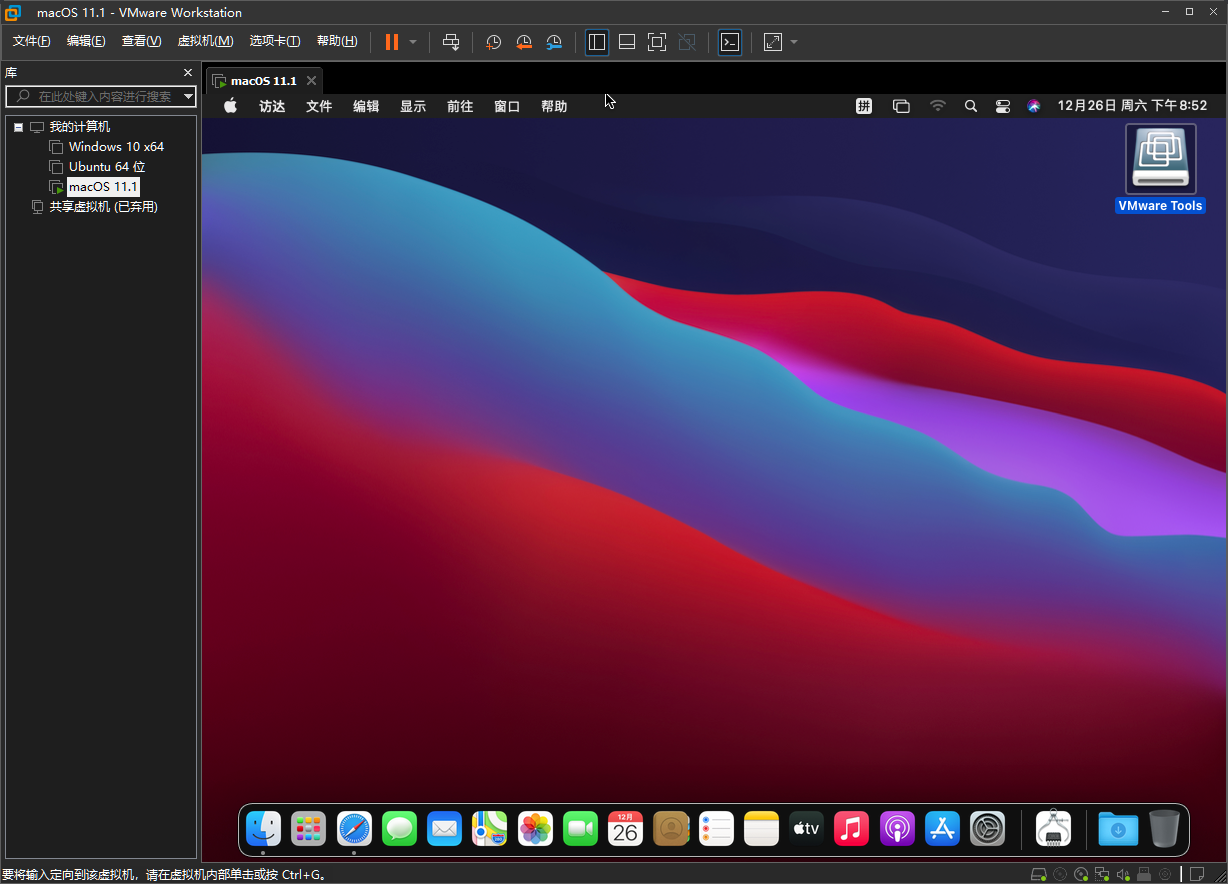 macOS 11.1 - VMware Workstation
文件(F) 编辑(E) 查看(V) 虚拟机(M) 选项卡(T) 帮助(H)
库
在此处键入内容进行搜索
我的计算机
Windows 10 x64
Ubuntu 64 位
macOS 11.1
共享虚拟机 (已弃用)
macOS 11.1
访达 文件 编辑 显示 前往 窗口 帮助 拼 12月26日 周六 下午8:52
VMware Tools
12月
26
tv
要将输入定向到该虚拟机，请在虚拟机内部单击或按 Ctrl+G。